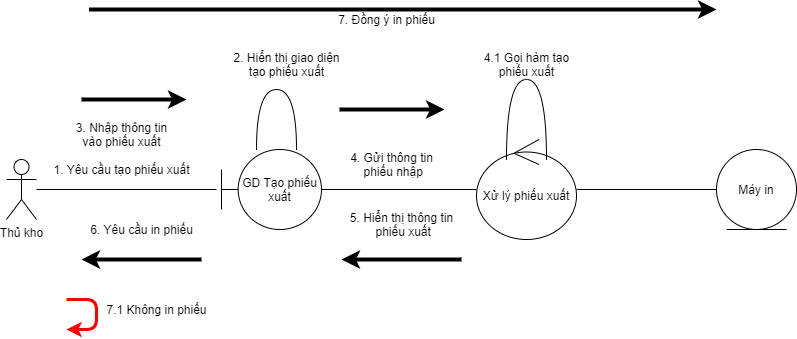 7. Đồng ý in phiếu
2. Hiển thị giao diện
tạo phiếu xuất
4.1 Gọi hàm tạo
phiếu xuất
3. Nhập thông tin
vào phiếu xuất
1. Yêu cầu tạo phiếu xuất
4. Gửi thông tin
phiếu nhập
GD Tạo phiếu
xuất
Xử lý phiếu xuất
Máy in
Thủ kho
6. Yêu cầu in phiếu
5. Hiển thị thông tin
phiếu xuất
7.1 Không in phiếu